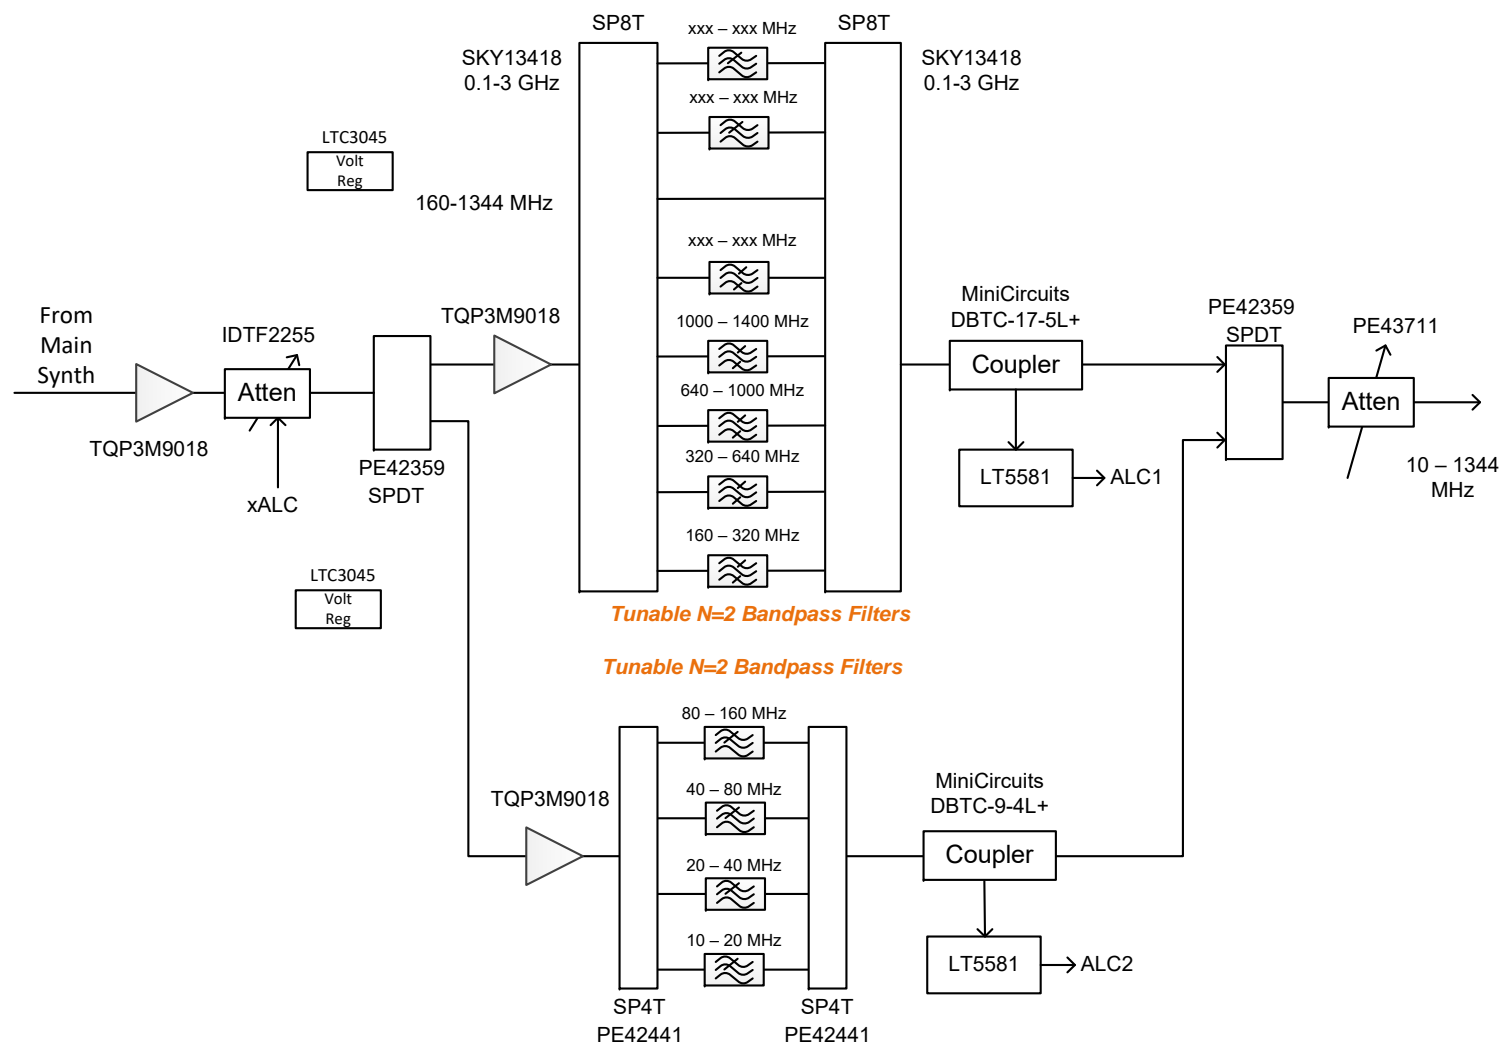 SP8T
SP8T
xxx – xxx MHz
SKY13418
0.1-3 GHz
SKY13418
0.1-3 GHz
xxx – xxx MHz
LTC3045
Volt
Reg
160-1344 MHz
xxx – xxx MHz
From
Main
Synth
IDTF2255
Atten
TQP3M9018
xALC
PE42359
SPDT
TQP3M9018
1000 – 1400 MHz
640 – 1000 MHz
320 – 640 MHz
160 – 320 MHz
MiniCircuits
DBTC-17-5L+
Coupler
LT5581
ALC1
PE42359
SPDT
PE43711
Atten
10 – 1344
MHz
LTC3045
Volt
Reg
Tunable N=2 Bandpass Filters
Tunable N=2 Bandpass Filters
80 – 160 MHz
TQP3M9018
40 – 80 MHz
20 – 40 MHz
10 – 20 MHz
MiniCircuits
DBTC-9-4L+
Coupler
LT5581
ALC2
SP4T
PE42441
SP4T
PE42441